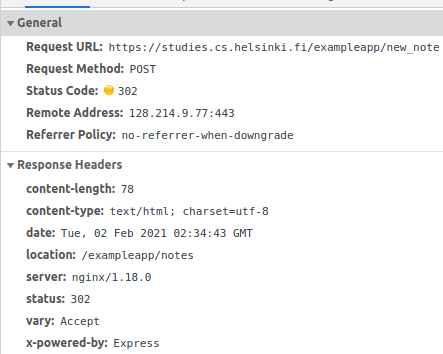 General
Request URL: https://studies.cs.helsinki.fi/exampleapp/new_note
Request Method: POST
Status Code: 302
Remote Address: 128.214.9.77:443
Referrer Policy: no-referrer-when-downgrade
Response Headers
content-length: 78
content-type: text/html; charset=utf-8
date: Tue, 02 Feb 2021 02:34:43 GMT
location: /exampleapp/notes
server: nginx/1.18.0
status: 302
vary: Accept
x-powered-by: Express